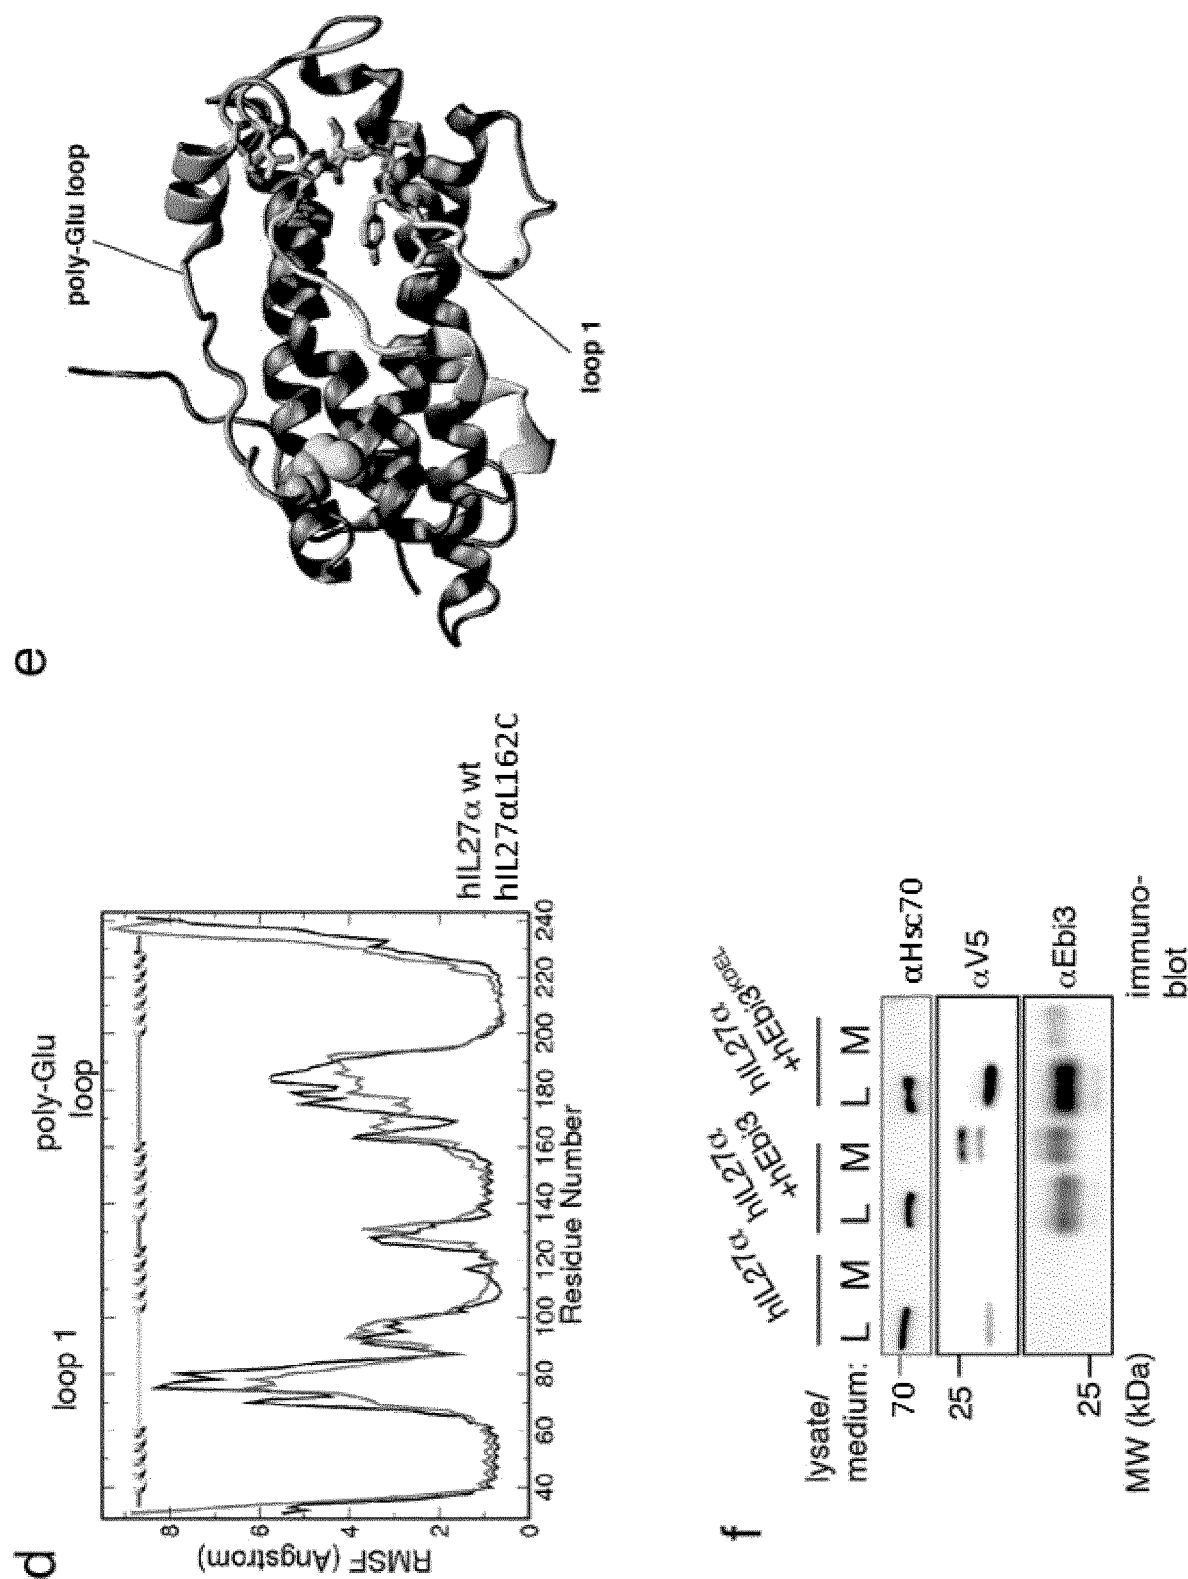 d
loop 1
poly-Glu
loop
8
6
4
2
0
RMSF (Angstrom)
40 60 80 100 120 140 160 180 200 220 240
Residue Number
hIL27α wt
hIL27αL162C
e
poly-Glu loop
loop 1
f
hIL27α
hIL27α
+hEbi3
hIL27α
+hEbi3KDEL
lysate/
medium: L M L M L M
70
αHsc70
25
αV5
αEbi3
25
MW (kDa)
immuno-
blot